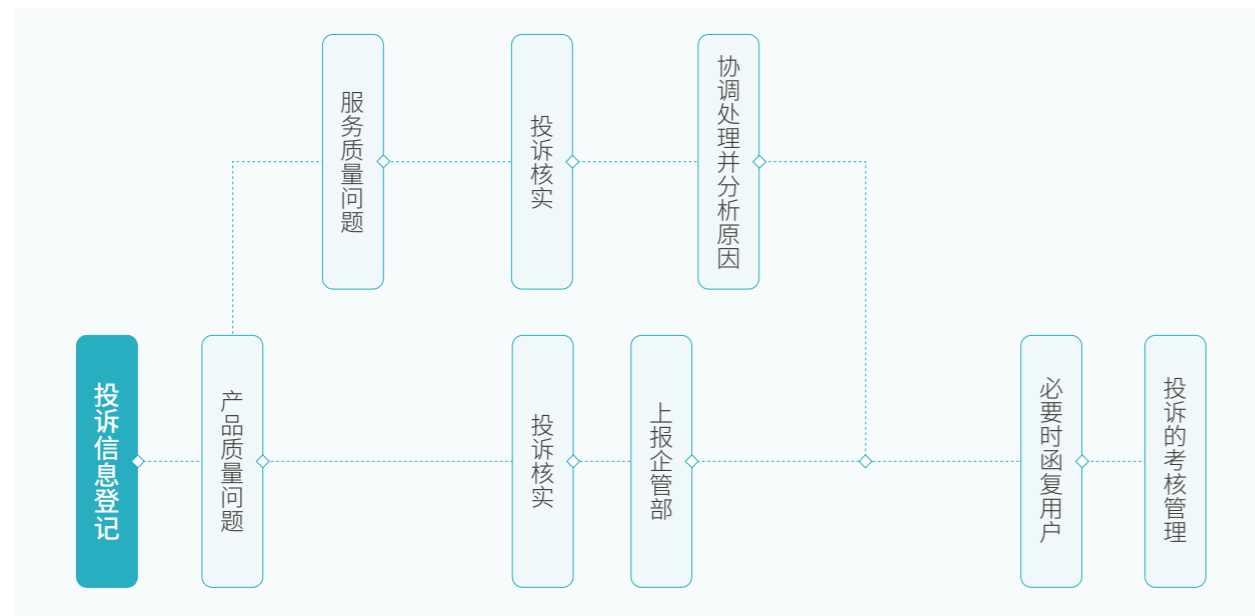 服务质量问题
投诉核实
协调处理并分析原因
投诉信息登记
产品质量问题
投诉核实
上报企管部
必要时函复用户
投诉的考核管理